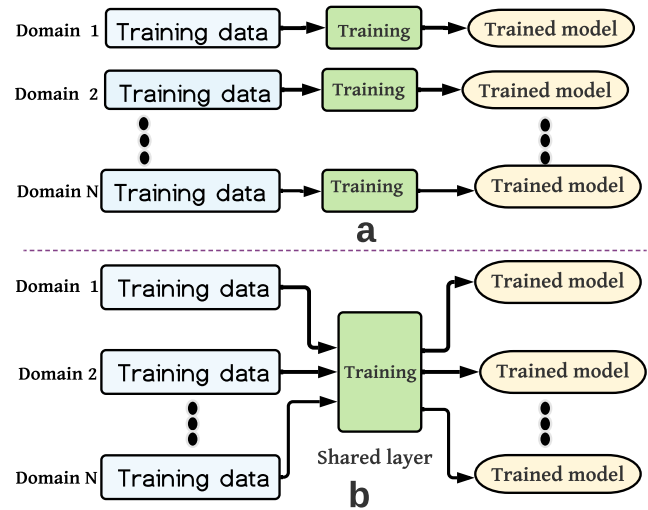 Domain 1 Training data Training Trained model
Domain 2 Training data Training Trained model
Domain N Training data Training Trained model
a
Domain 1 Training data Trained model
Domain 2 Training data Training Trained model
Shared layer
Domain N Training data Trained model
b